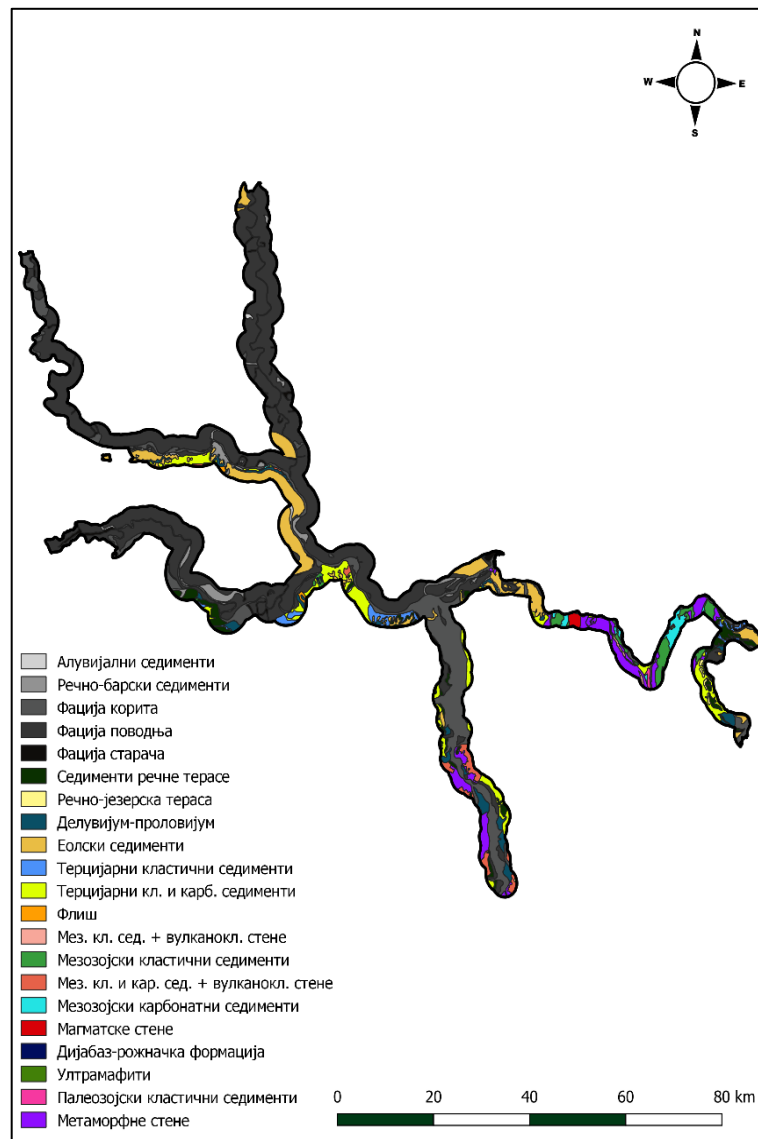 N
W E
S
Алувијални седименти
Речно-барски седименти
Фација корита
Фација поводња
Фација старача
Седименти речне терасе
Речно-језерска тераса
Делувијум-проловијум
Еолски седименти
Терцијарни кластични седименти
Терцијарни кл. и карб. седименти
Флиш
Мез. кл. сед. + вулканокл. стене
Мезозојски кластични седименти
Мез. кл. и кар. сед. + вулканокл. стене
Мезозојски карбонатни седименти
Магматске стене
Дијабаз-рожначка формација
Ултрамафити
Палеозојски кластични седименти
Метаморфне стене
0 20 40 60 80 km